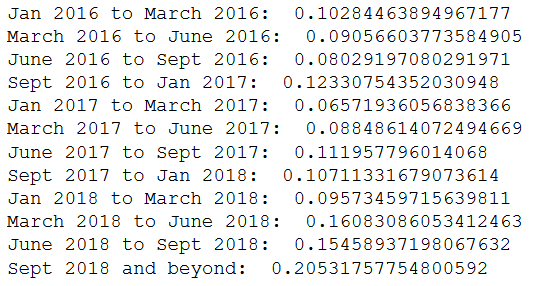 Jan 2016 to March 2016:  0.10284463894967177
March 2016 to June 2016:  0.09056603773584905
June 2016 to Sept 2016:  0.08029197080291971
Sept 2016 to Jan 2017:  0.12330754352030948
Jan 2017 to March 2017:  0.06571936056838366
March 2017 to June 2017:  0.08848614072494669
June 2017 to Sept 2017:  0.111957796014068
Sept 2017 to Jan 2018:  0.10711331679073614
Jan 2018 to March 2018:  0.09573459715639811
March 2018 to June 2018:  0.16083086053412463
June 2018 to Sept 2018:  0.15458937198067632
Sept 2018 and beyond:  0.20531757754800592